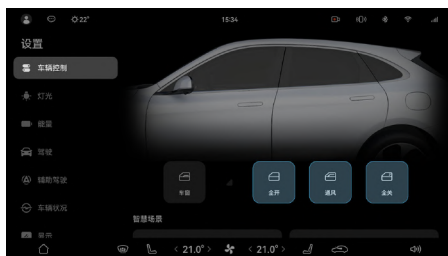 22°
15:34
设置
车辆控制
灯光
能量
驾驶
辅助驾驶
车辆状况
显示
车窗
全开
通风
全关
智慧场景
< 21.0° >
< 21.0° >